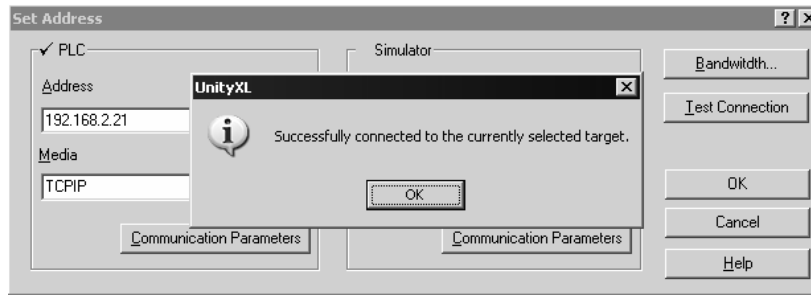 Set Address
PLC
Simulator
Bandwitdth...
Address
UnityXL
Test Connection
192.168.2.21
Successfully connected to the currently selected target.
Media
TCPIP
OK
OK
Cancel
Communication Parameters
Communication Parameters
Help